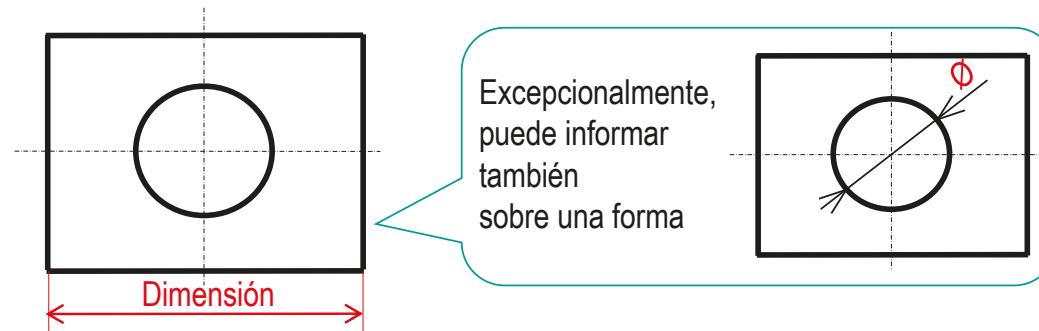 Excepcionalmente,
puede informar
también
sobre una forma
Ø
Dimensión